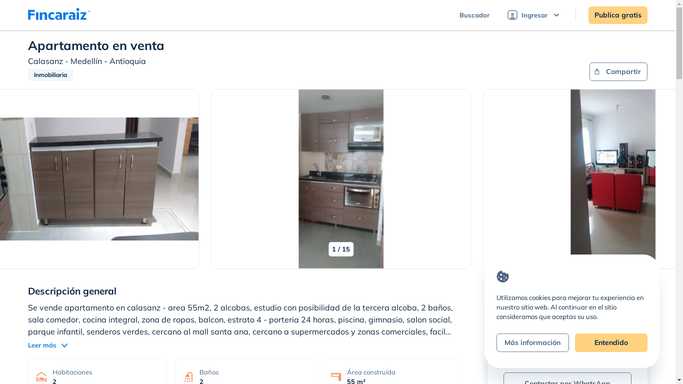 Fincaraiz
Buscador
Ingresar
Publica gratis
Apartamento en venta
Calasanz - Medellín - Antioquia
Inmobiliaria
Compartir
1 / 15
Descripción general
Se vende apartamento en calasanz - area 55m2, 2 alcobas, estudio con posibilidad de la tercera alcoba, 2 baños,
sala comedor, cocina integral, zona de ropas, balcon, estrato 4 - porteria 24 horas, piscina, gimnasio, salon social,
parque infantil, senderos verdes, cercano al mall santa ana, cercano a supermercados y zonas comerciales, facil...
Leer más
Habitaciones
2
Baños
2
Área construida
55 m²
Utilizamos cookies para mejorar tu experiencia en
nuestro sitio web. Al continuar en el sitio
consideramos que aceptas su uso.
Más información
Entendido
Contactar por WhatsApp